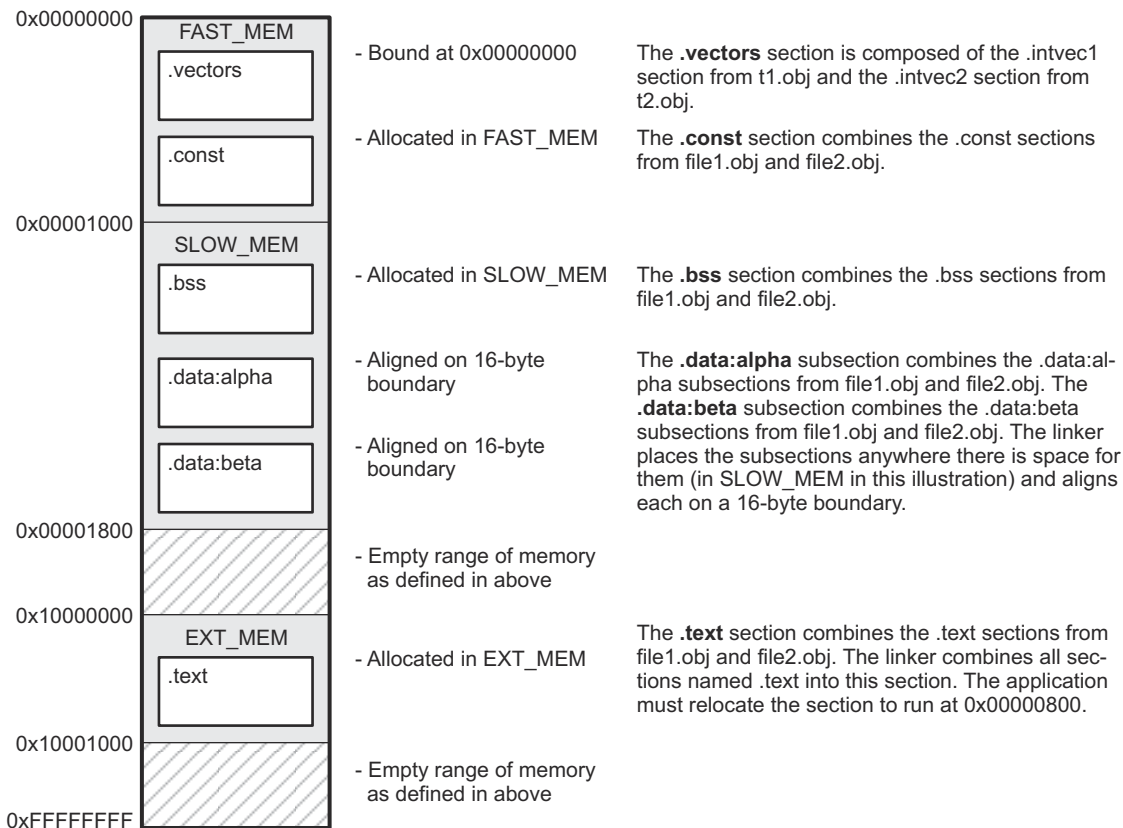 0x00000000
FAST_MEM
.vectors
- Bound at 0x00000000
The .vectors section is composed of the .intvec1
section from t1.obj and the .intvec2 section from
t2.obj.
.const
- Allocated in FAST_MEM
The .const section combines the .const sections
from file1.obj and file2.obj.
0x00001000
SLOW_MEM
.bss
- Allocated in SLOW_MEM
The .bss section combines the .bss sections from
file1.obj and file2.obj.
.data:alpha
- Aligned on 16-byte
boundary
The .data:alpha subsection combines the .data:al-
pha subsections from file1.obj and file2.obj. The
.data:beta subsection combines the .data:beta
subsections from file1.obj and file2.obj. The linker
places the subsections anywhere there is space for
them (in SLOW_MEM in this illustration) and aligns
each on a 16-byte boundary.
.data:beta
- Aligned on 16-byte
boundary
0x00001800
- Empty range of memory
as defined in above
0x10000000
EXT_MEM
.text
- Allocated in EXT_MEM
The .text section combines the .text sections from
file1.obj and file2.obj. The linker combines all sec-
tions named .text into this section. The application
must relocate the section to run at 0x00000800.
0x10001000
- Empty range of memory
as defined in above
0xFFFFFFFF